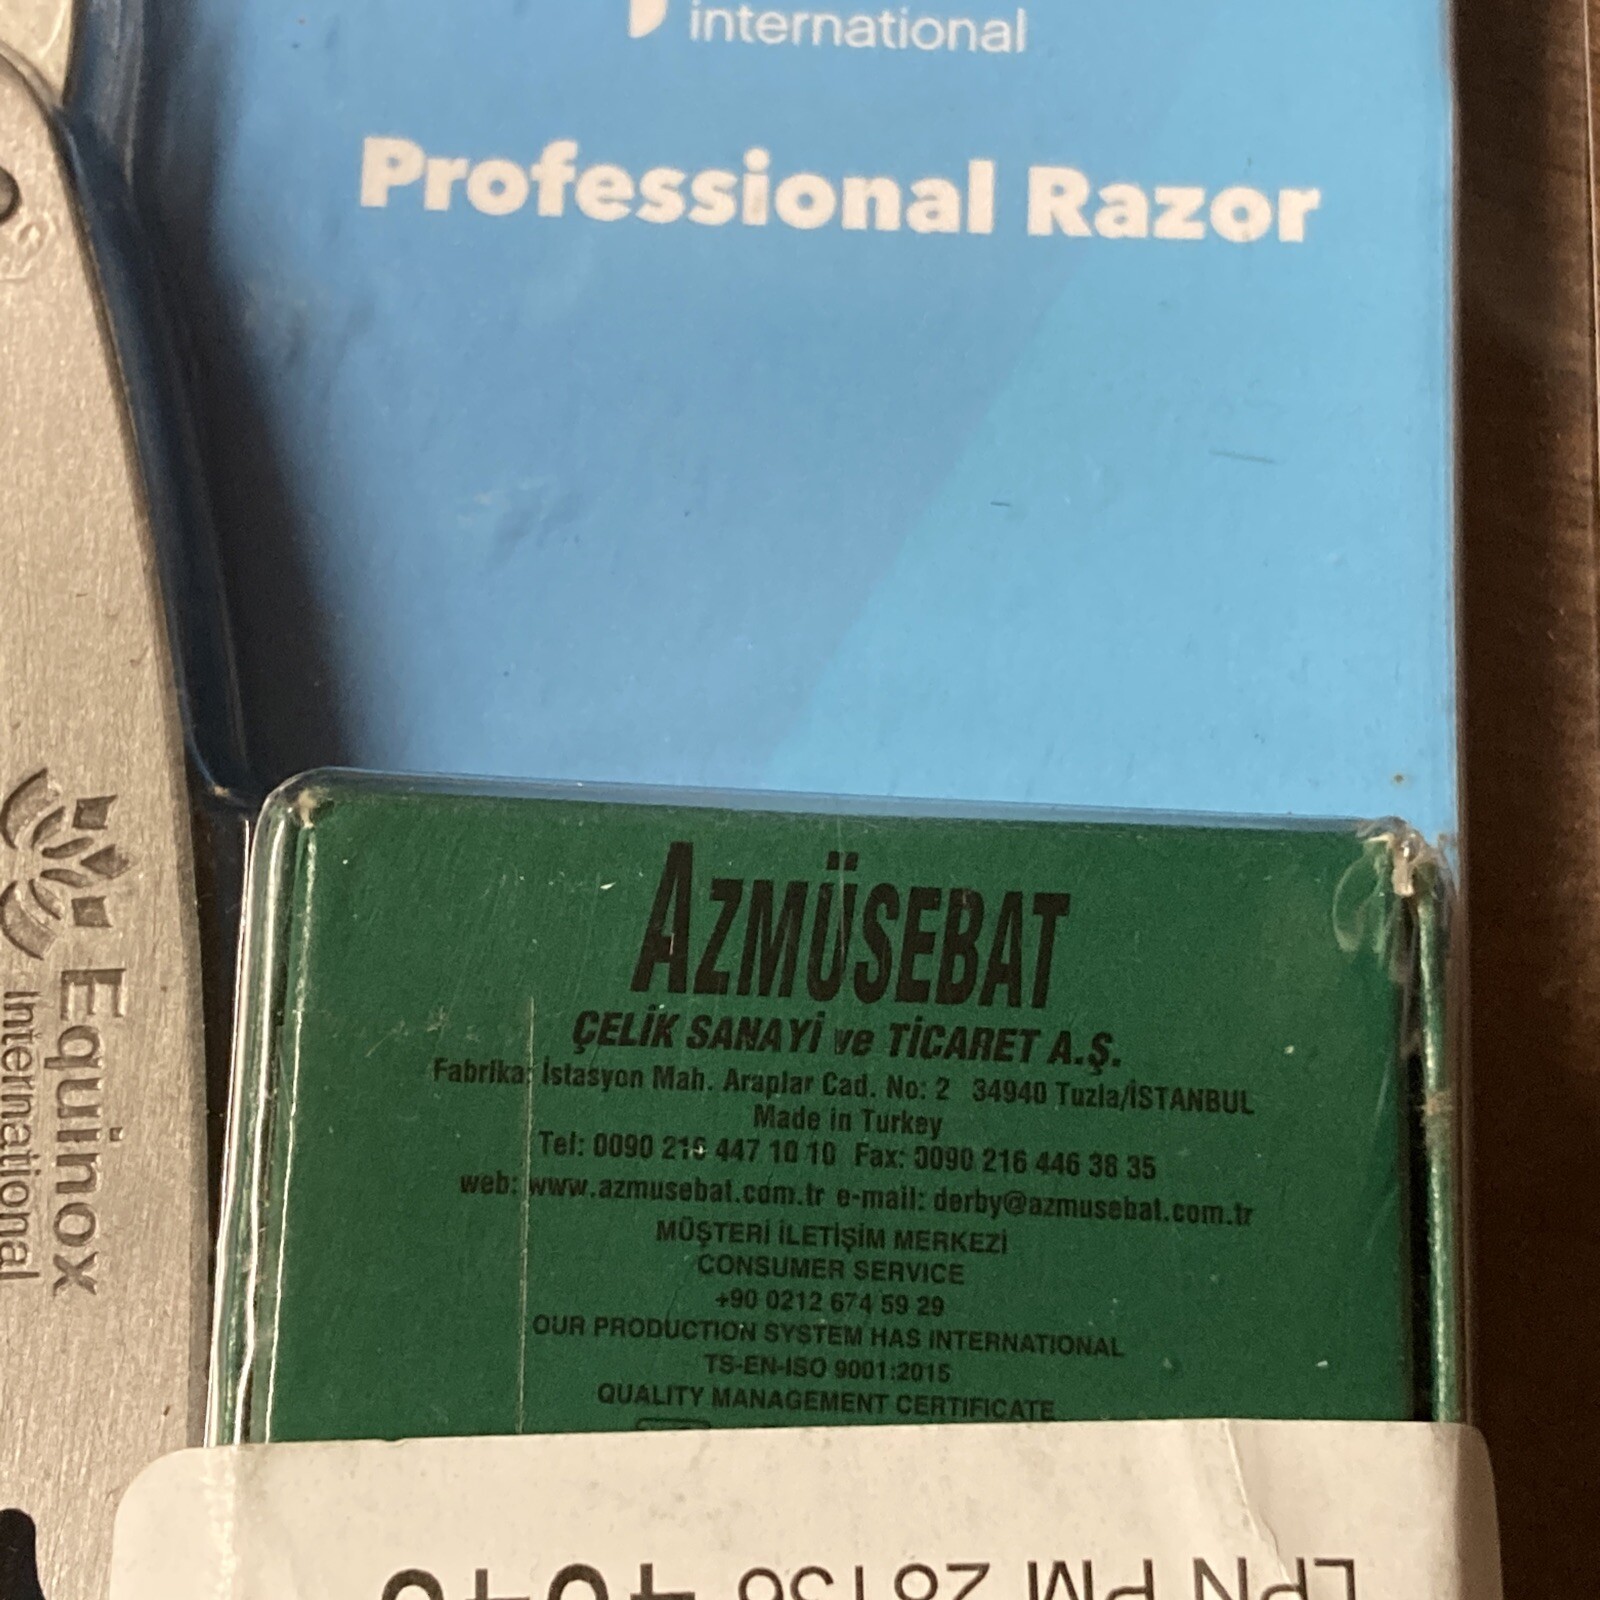 international
Professional Razor
Equinox
International
AZMÜSEBAT
ÇELİK SANAYİ ve TİCARET A.Ş.
Fabrika: İstasyon Mah. Araplar Cad. No: 2 34940 Tuzla/İSTANBUL
Made in Turkey
Tel: 0090 216 447 10 10 Fax: 0090 216 446 38 35
web: www.azmusebat.com.tr e-mail: derby@azmusebat.com.tr
MÜŞTERİ İLETİŞİM MERKEZİ
CONSUMER SERVICE
+90 0212 674 59 29
OUR PRODUCTION SYSTEM HAS INTERNATIONAL
TS-EN-ISO 9001:2015
QUALITY MANAGEMENT CERTIFICATE
LPN PM 28136